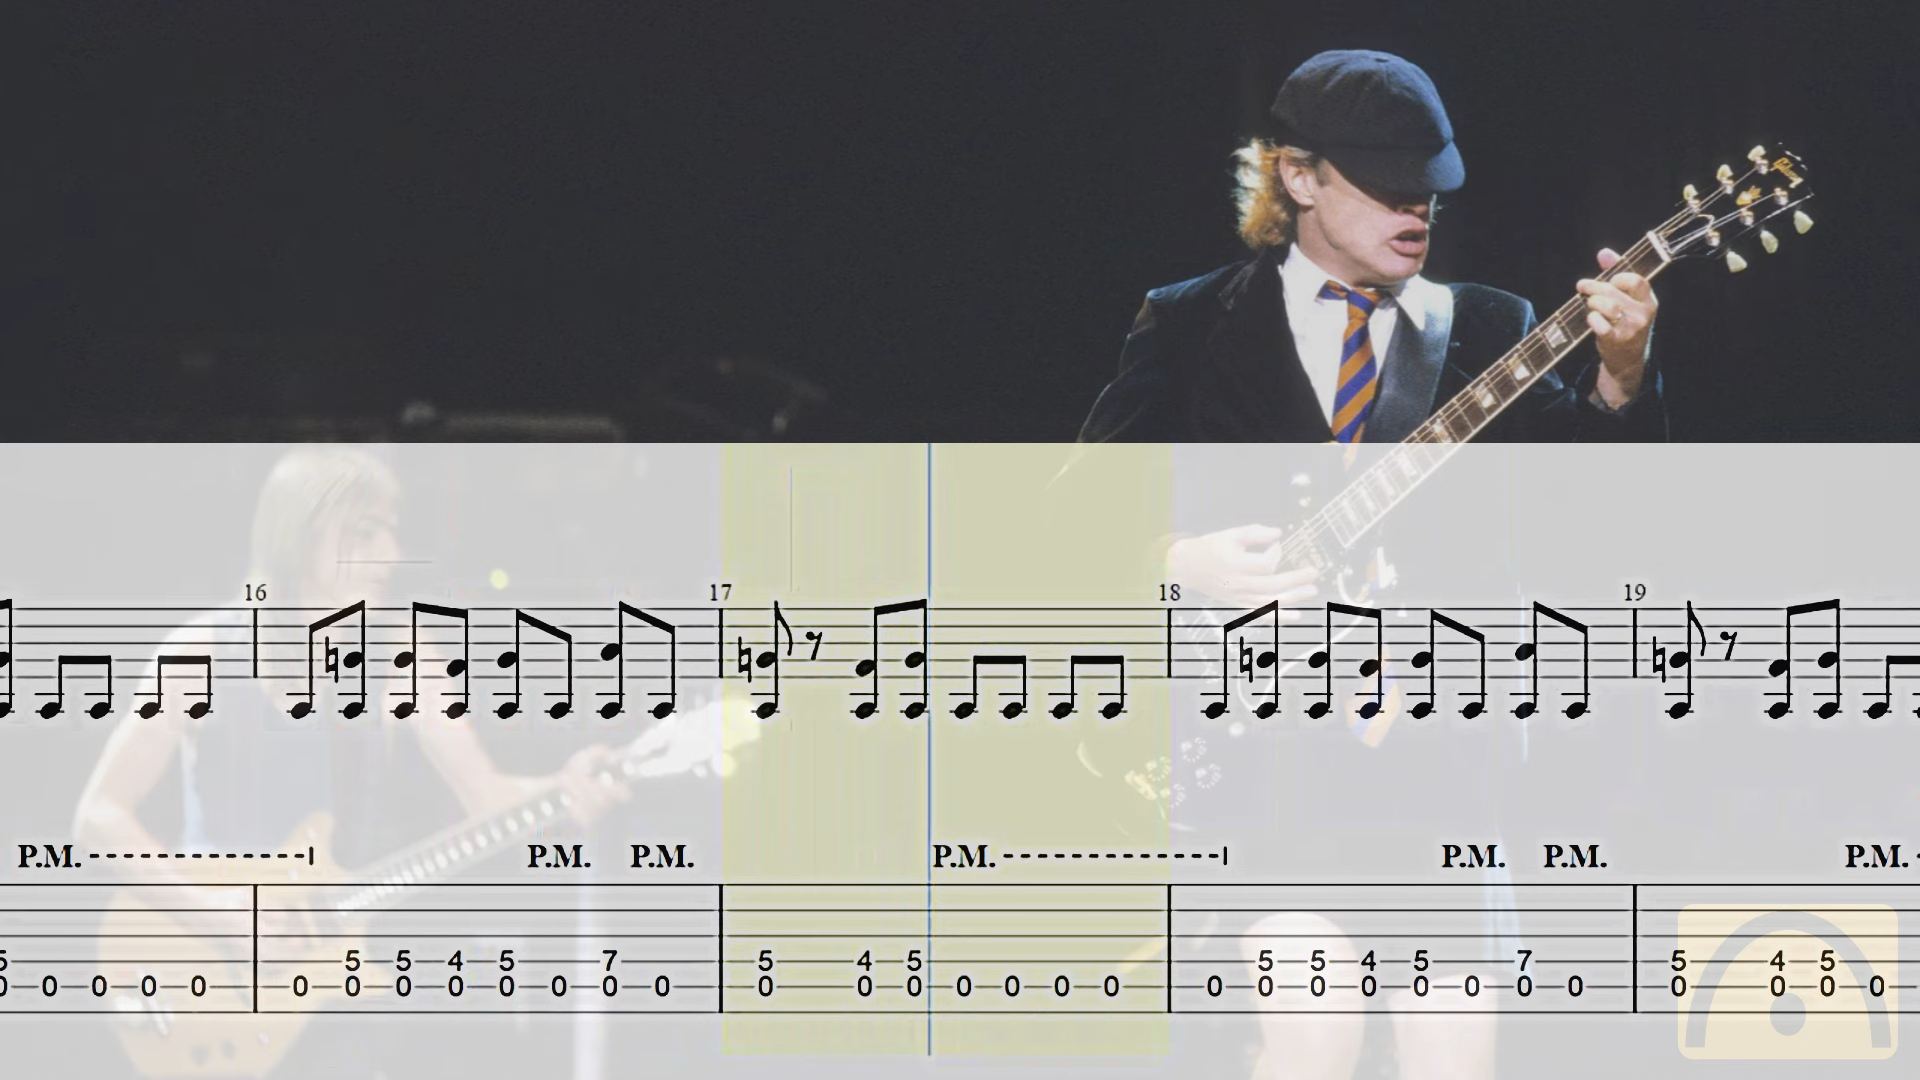 16 17 18 19
P.M. P.M. P.M. P.M. P.M. P.M. P.M.
5 5 4 5 7 5 4 5 5 5 4 5 7 5 4 5
0 0 0 0 0 0 0 0 0 0 0 0 0 0 0 0 0 0 0 0 0 0 0 0 0 0 0 0 0 0 0 0